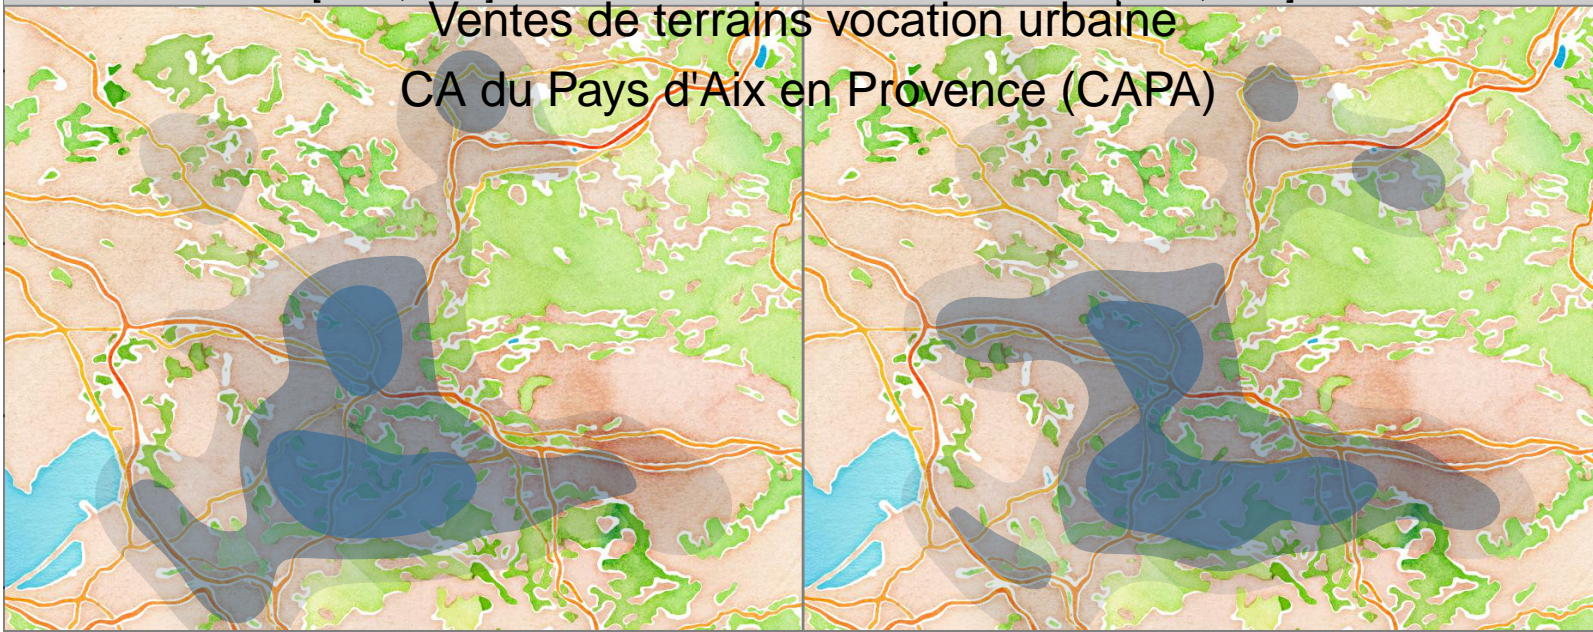 Ventes de terrains vocation urbaine
CA du Pays d'Aix en Provence (CAPA)